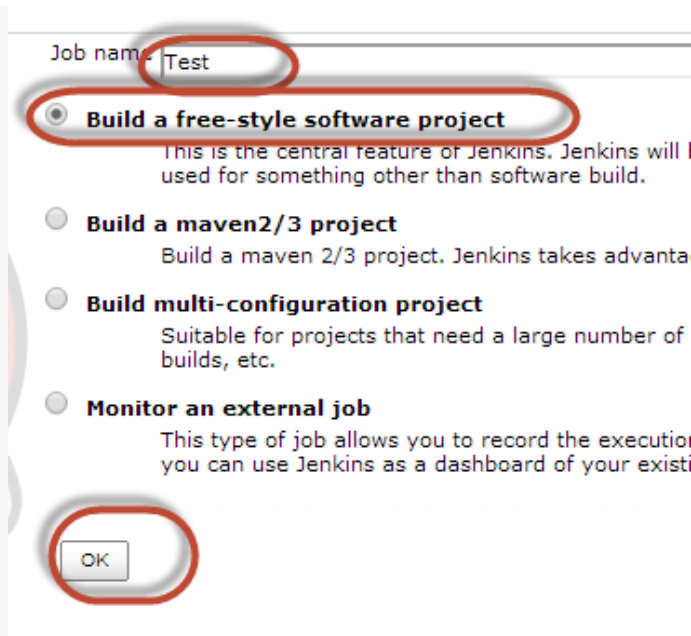 Job name Test
Build a free-style software project
This is the central feature of Jenkins. Jenkins will
used for something other than software build.
Build a maven2/3 project
Build a maven 2/3 project. Jenkins takes
Build multi-configuration project
Suitable for projects that need a large number of
builds, etc.
Monitor an external job
This type of job allows you to record the
you can use Jenkins as a dashboard of your
OK